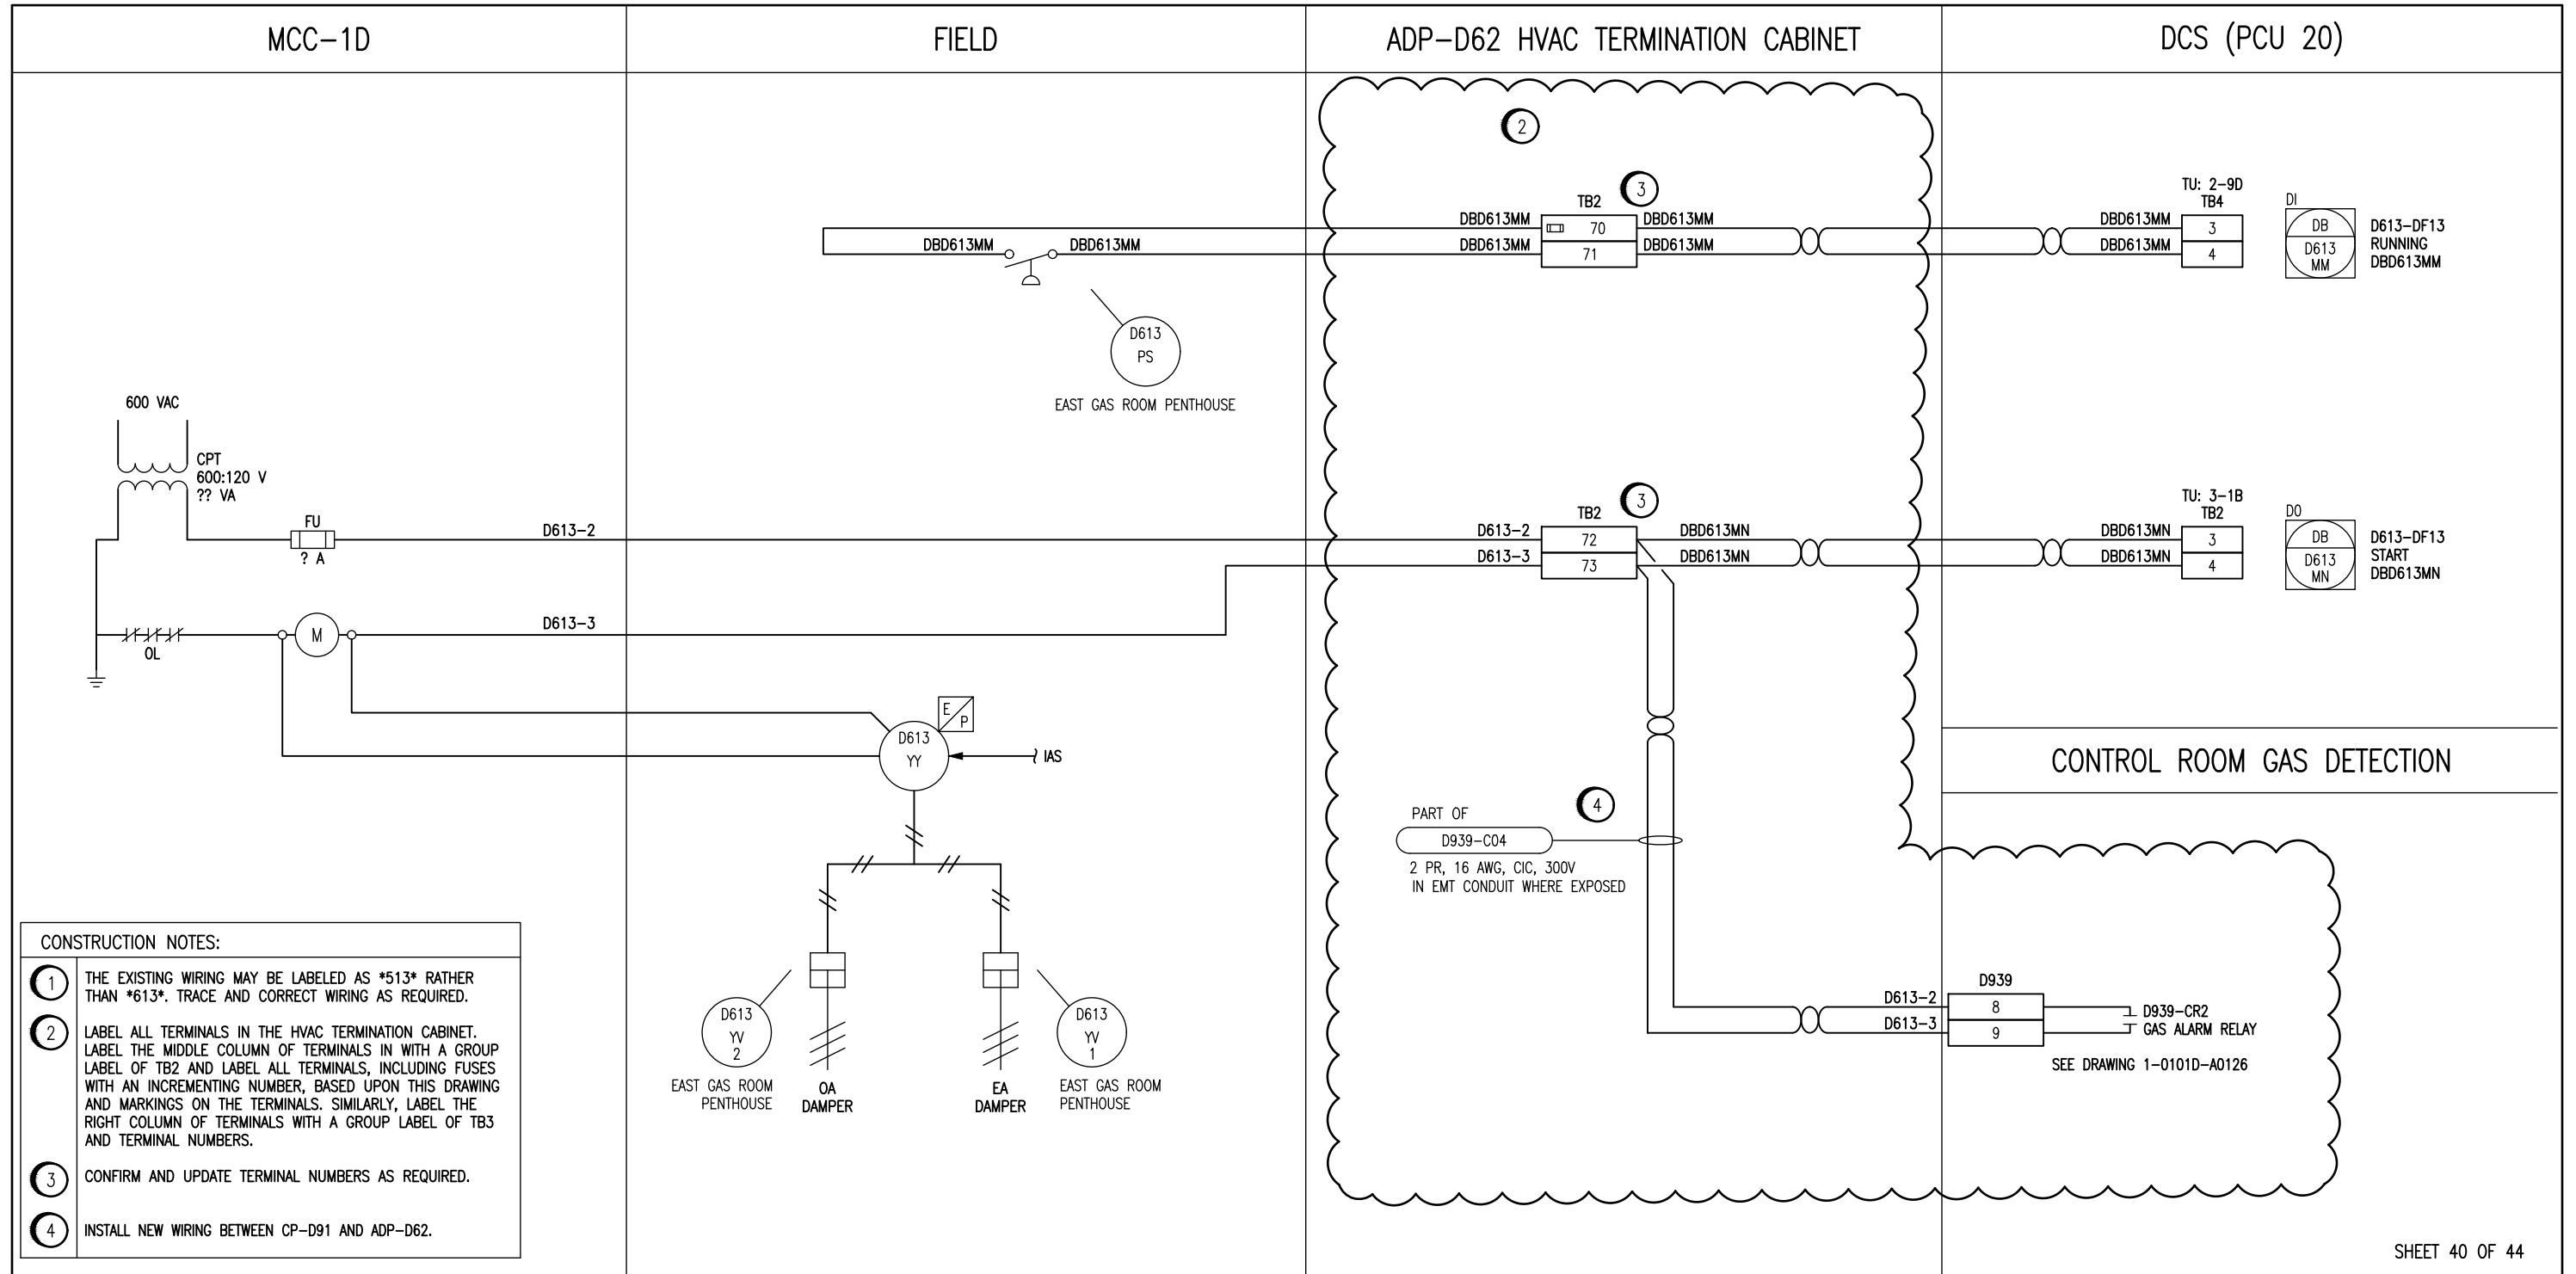 MCC-1D
FIELD
ADP-D62 HVAC TERMINATION CABINET
DCS (PCU 20)
2
3
TB2
DBD613MM
70
DBD613MM
DBD613MM
71
DBD613MM
DBD613MM
DBD613MM
TU: 2-9D
TB4
DBD613MM
3
DBD613MM
4
DI
DB
D613
MM
D613-DF13
RUNNING
DBD613MM
D613
PS
EAST GAS ROOM PENTHOUSE
600 VAC
CPT
600:120 V
?? VA
FU
? A
D613-2
D613-3
OL
M
3
TB2
D613-2
72
DBD613MN
D613-3
73
DBD613MN
TU: 3-1B
TB2
DBD613MN
3
DBD613MN
4
DO
DB
D613
MN
D613-DF13
START
DBD613MN
E
P
D613
YY
IAS
CONTROL ROOM GAS DETECTION
4
PART OF
D939-C04
2 PR, 16 AWG, CIC, 300V
IN EMT CONDUIT WHERE EXPOSED
D613
YV
2
EAST GAS ROOM
PENTHOUSE
OA
DAMPER
EA
DAMPER
D613
YV
1
EAST GAS ROOM
PENTHOUSE
D939
D613-2
8
D613-3
9
D939-CR2
GAS ALARM RELAY
SEE DRAWING 1-0101D-A0126
CONSTRUCTION NOTES:
1
THE EXISTING WIRING MAY BE LABELED AS *513* RATHER
THAN *613*. TRACE AND CORRECT WIRING AS REQUIRED.
2
LABEL ALL TERMINALS IN THE HVAC TERMINATION CABINET.
LABEL THE MIDDLE COLUMN OF TERMINALS IN WITH A GROUP
LABEL OF TB2 AND LABEL ALL TERMINALS, INCLUDING FUSES
WITH AN INCREMENTING NUMBER, BASED UPON THIS DRAWING
AND MARKINGS ON THE TERMINALS. SIMILARLY, LABEL THE
RIGHT COLUMN OF TERMINALS WITH A GROUP LABEL OF TB3
AND TERMINAL NUMBERS.
3
CONFIRM AND UPDATE TERMINAL NUMBERS AS REQUIRED.
4
INSTALL NEW WIRING BETWEEN CP-D91 AND ADP-D62.
SHEET 40 OF 44